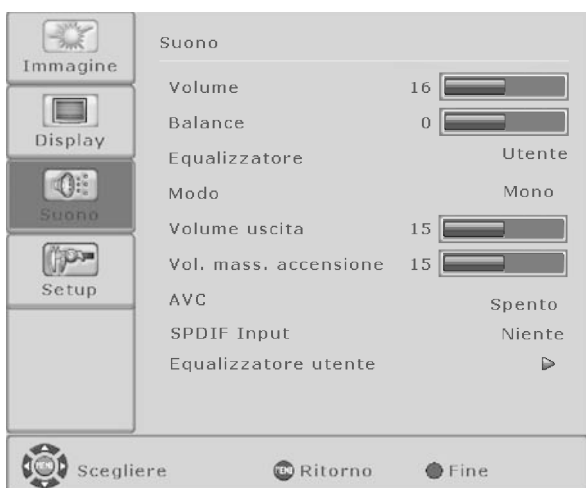 Immagine
Display
Suono
Setup
Suono
Volume 16
Balance 0
Equalizzatore Utente
Modo Mono
Volume uscita 15
Vol. mass. accensione 15
AVC Spento
SPDIF Input Niente
Equalizzatore utente
Scegliere MENU Ritorno Fine